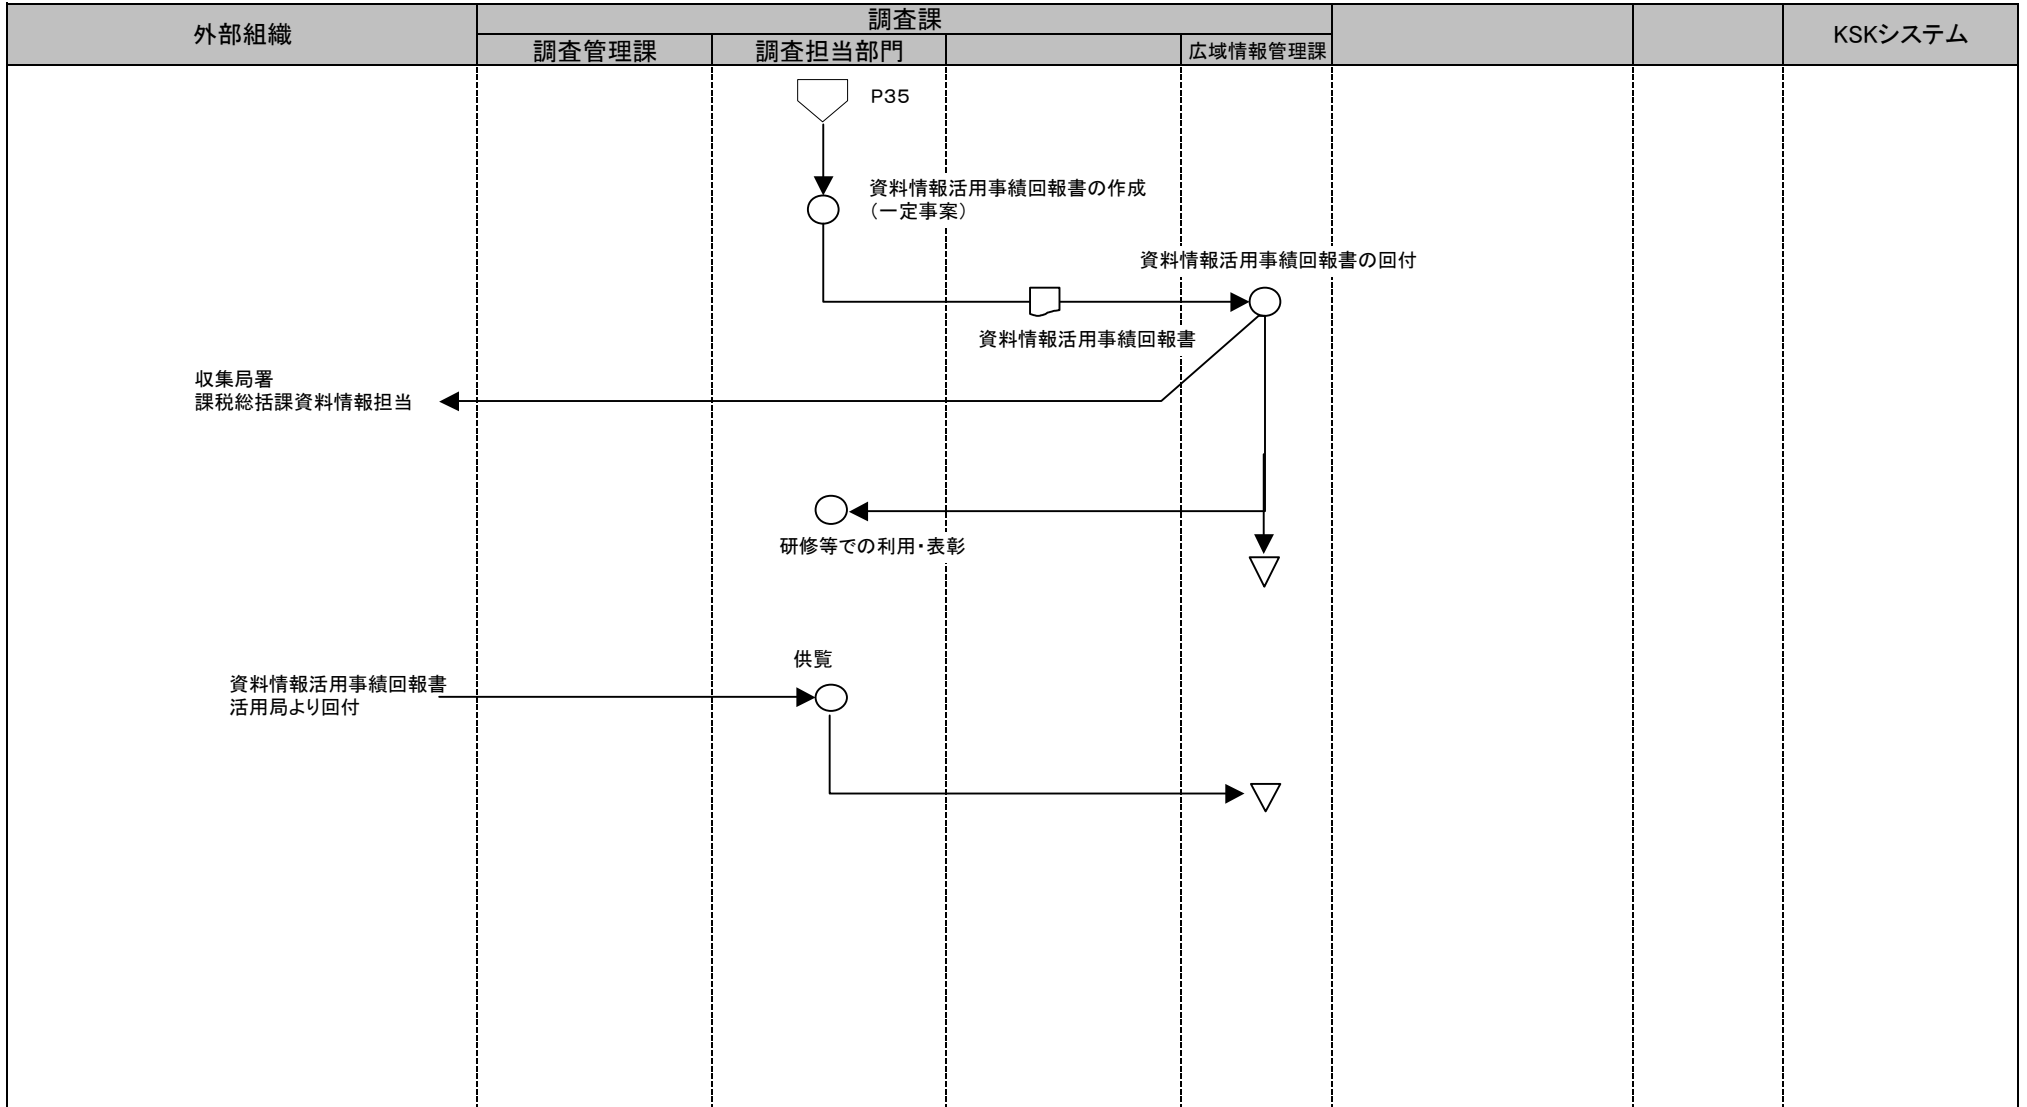 外部組織
調査課
KSKシステム
調査管理課
調査担当部門
広域情報管理課
P35
資料情報活用事績回報書の作成
（一定事案）
資料情報活用事績回報書の回付
資料情報活用事績回報書
収集局署
課税総括課資料情報担当
研修等での利用・表彰
供覧
資料情報活用事績回報書
活用局より回付